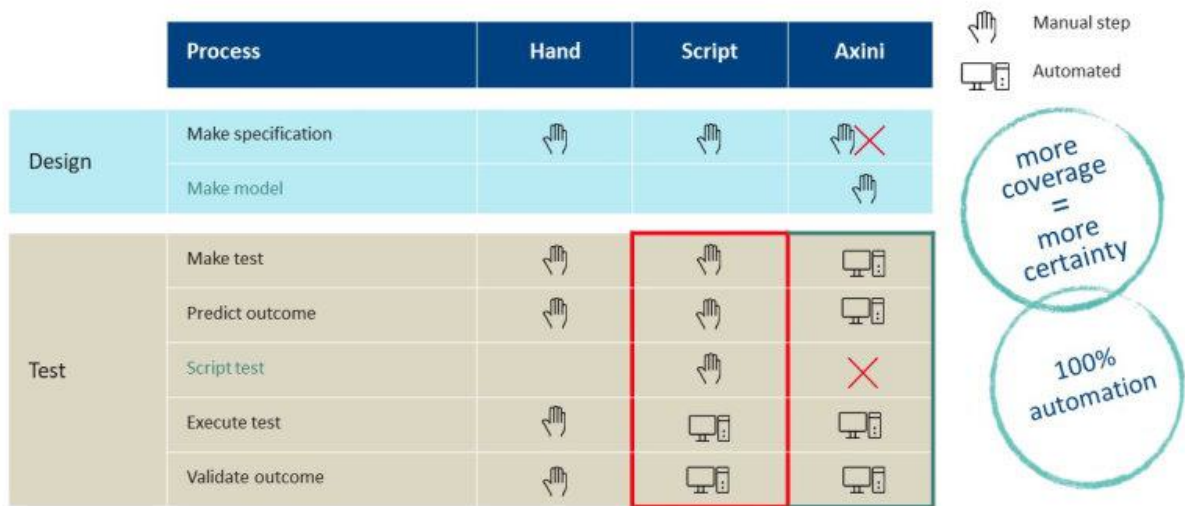 Process Hand Script Axini
Manual step
Automated
Design
Make specification
Make model
Test
Make test
Predict outcome
Script test
Execute test
Validate outcome
more
coverage
=
more
certainty
100%
automation